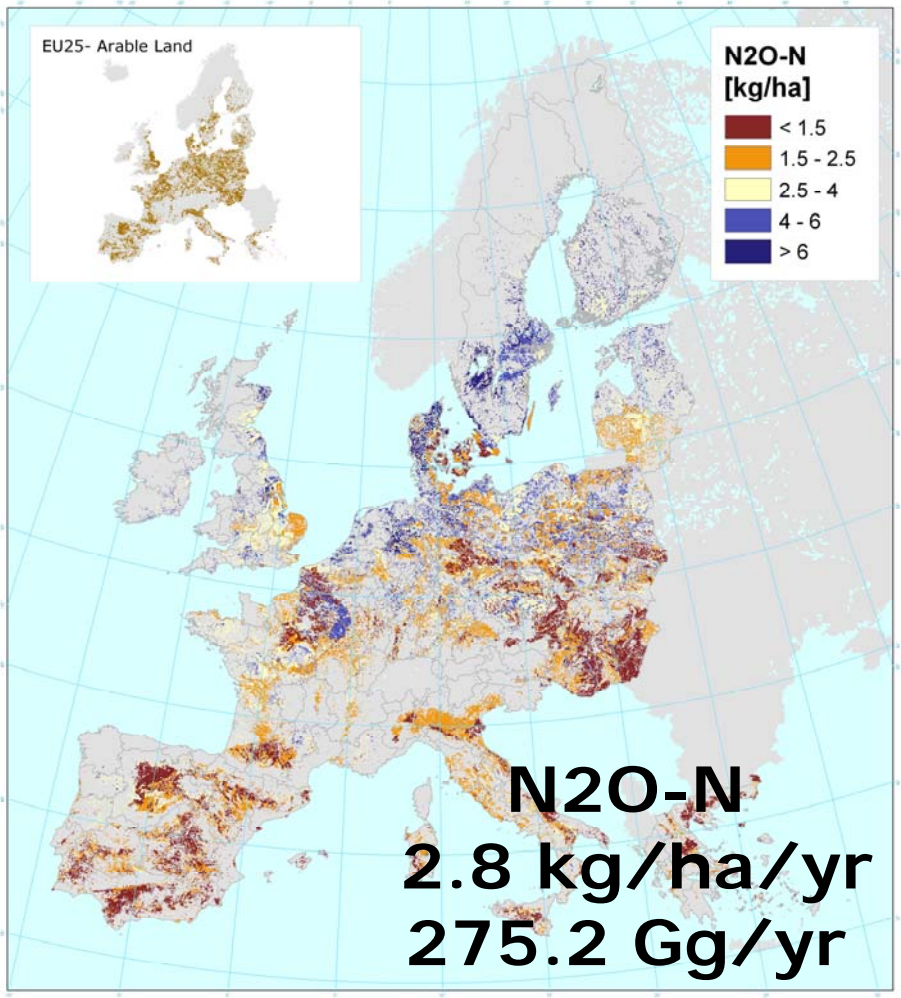 EU25- Arable Land
N2O-N
[kg/ha]
< 1.5
1.5 - 2.5
2.5 - 4
4 - 6
> 6
N2O-N
2.8 kg/ha/yr
275.2 Gg/yr